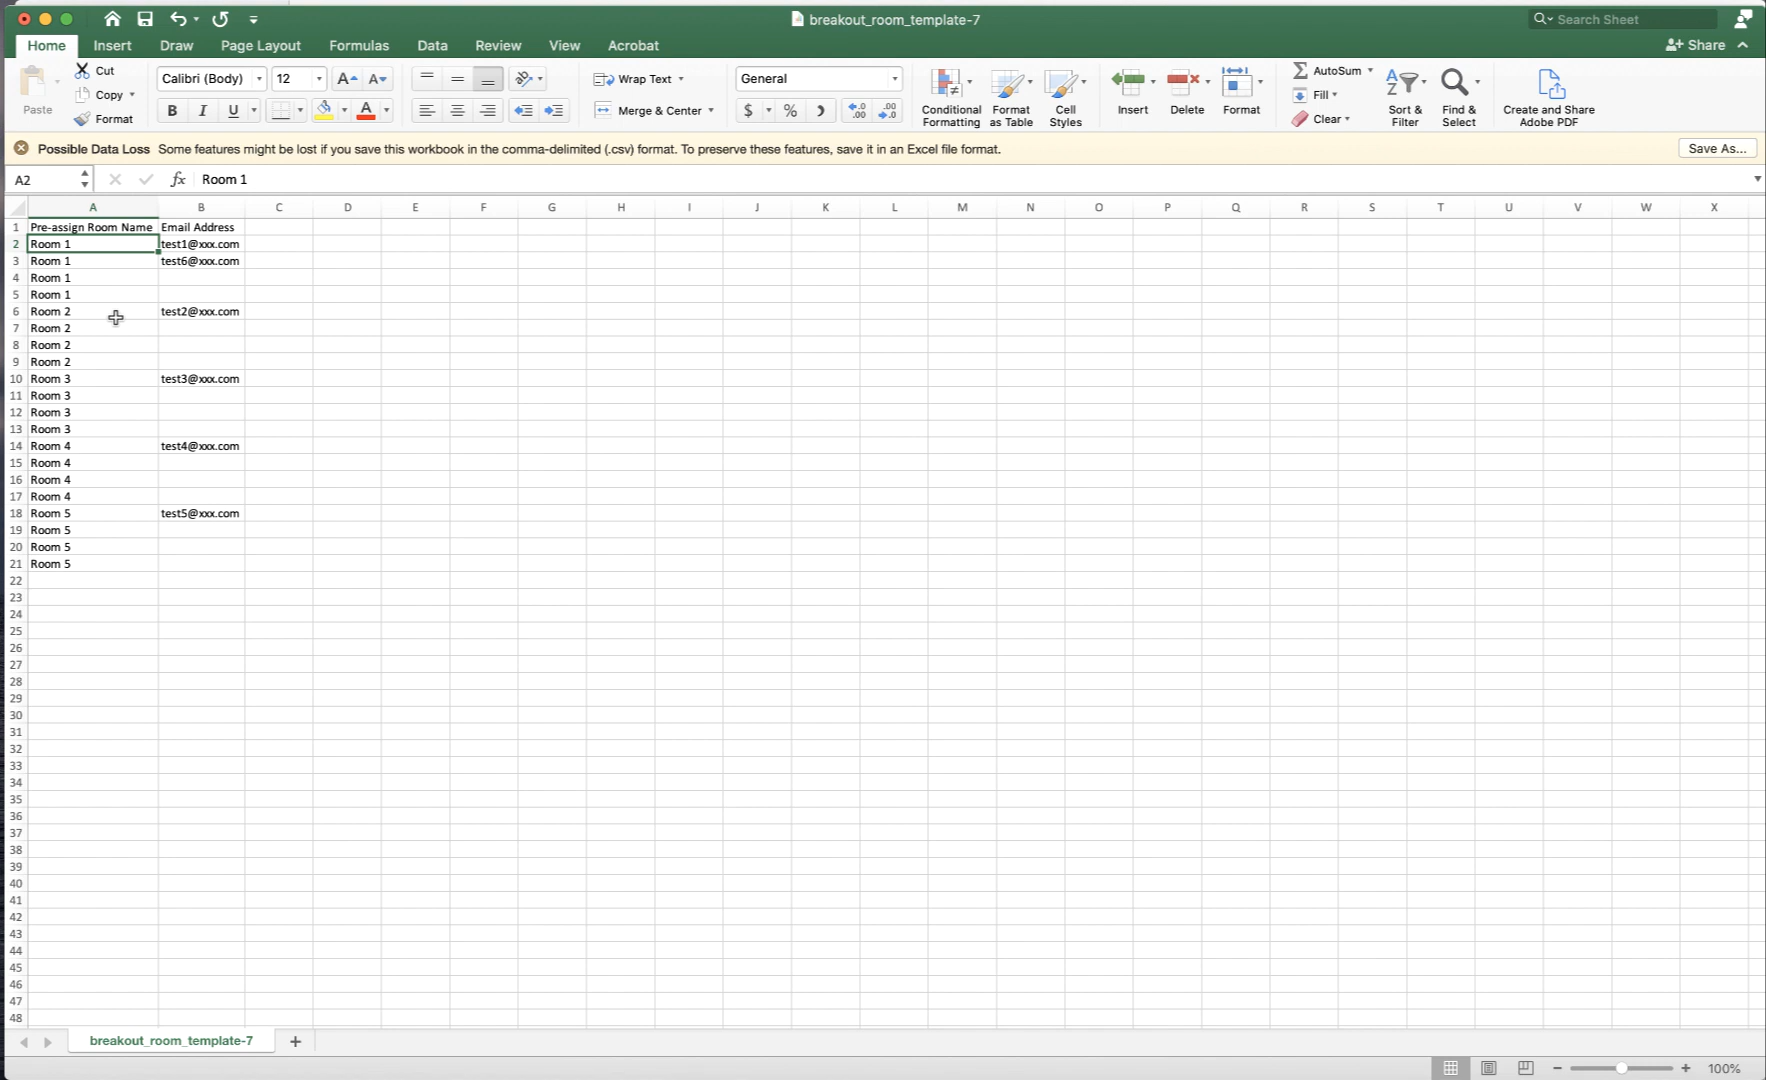 breakout_room_template-7
Search Sheet
Home Insert Draw Page Layout Formulas Data Review View Acrobat
Share
Paste
Cut
Copy
Format
Calibri (Body) 12
A A
B I U A
Wrap Text
Merge & Center
General
$ % .00 .0 .00
Conditional Formatting
Format as Table
Cell Styles
Insert
Delete
Format
AutoSum
Fill
Clear
Sort & Filter
Find & Select
Create and Share Adobe PDF
Possible Data Loss Some features might be lost if you save this workbook in the comma-delimited (.csv) format. To preserve these features, save it in an Excel file format.
Save As...
A2 fx Room 1
A B C D E F G H I J K L M N O P Q R S T U V W X
1 Pre-assign Room Name Email Address
2 Room 1 test1@xxx.com
3 Room 1 test6@xxx.com
4 Room 1
5 Room 1
6 Room 2 test2@xxx.com
7 Room 2
8 Room 2
9 Room 2
10 Room 3 test3@xxx.com
11 Room 3
12 Room 3
13 Room 3
14 Room 4 test4@xxx.com
15 Room 4
16 Room 4
17 Room 4
18 Room 5 test5@xxx.com
19 Room 5
20 Room 5
21 Room 5
22
23
24
25
26
27
28
29
30
31
32
33
34
35
36
37
38
39
40
41
42
43
44
45
46
47
48
breakout_room_template-7 +
100%